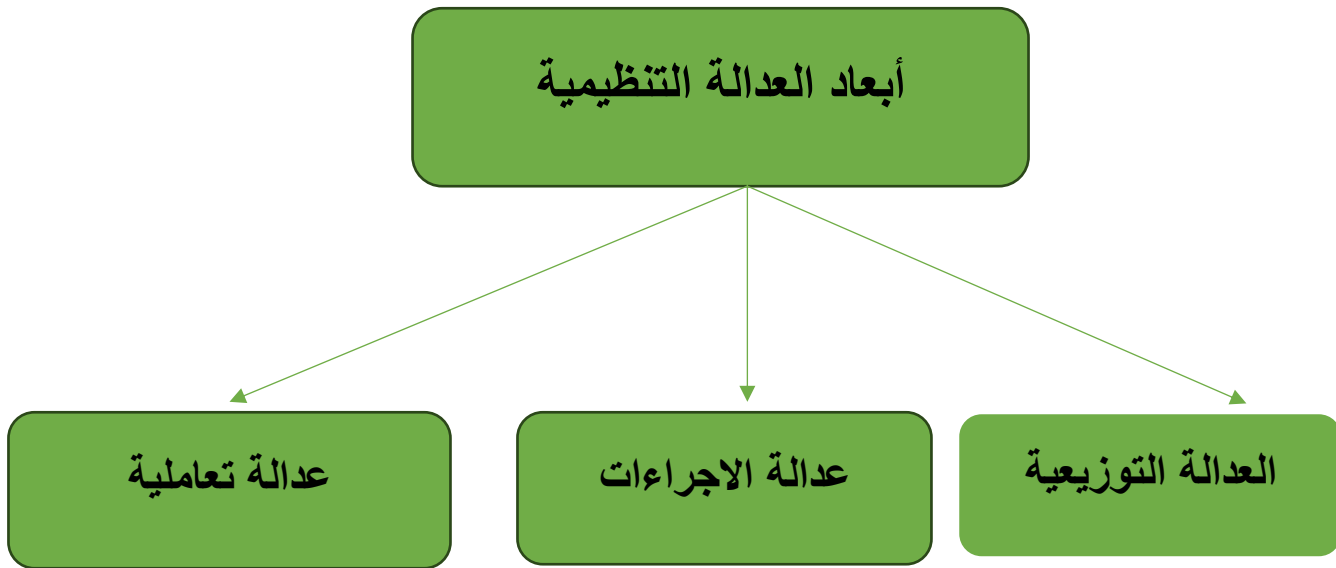 أبعاد العدالة التنظيمية
العدالة التوزيعية
عدالة الاجراءات
عدالة تعاملية